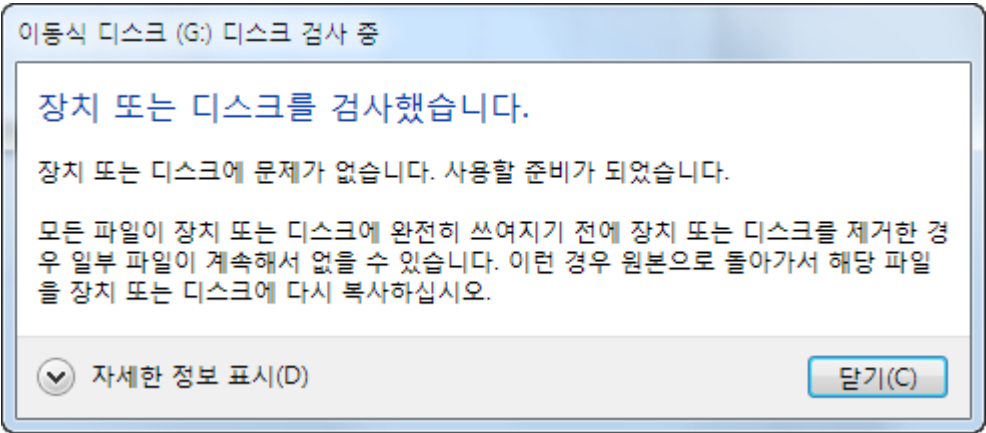 이동식 디스크 (G:) 디스크 검사 중
장치 또는 디스크를 검사했습니다.
장치 또는 디스크에 문제가 없습니다. 사용할 준비가 되었습니다.
모든 파일이 장치 또는 디스크에 완전히 쓰여지기 전에 장치 또는 디스크를 제거한 경
우 일부 파일이 계속해서 없을 수 있습니다. 이런 경우 원본으로 돌아가서 해당 파일
을 장치 또는 디스크에 다시 복사하십시오.
자세한 정보 표시(D)
닫기(C)